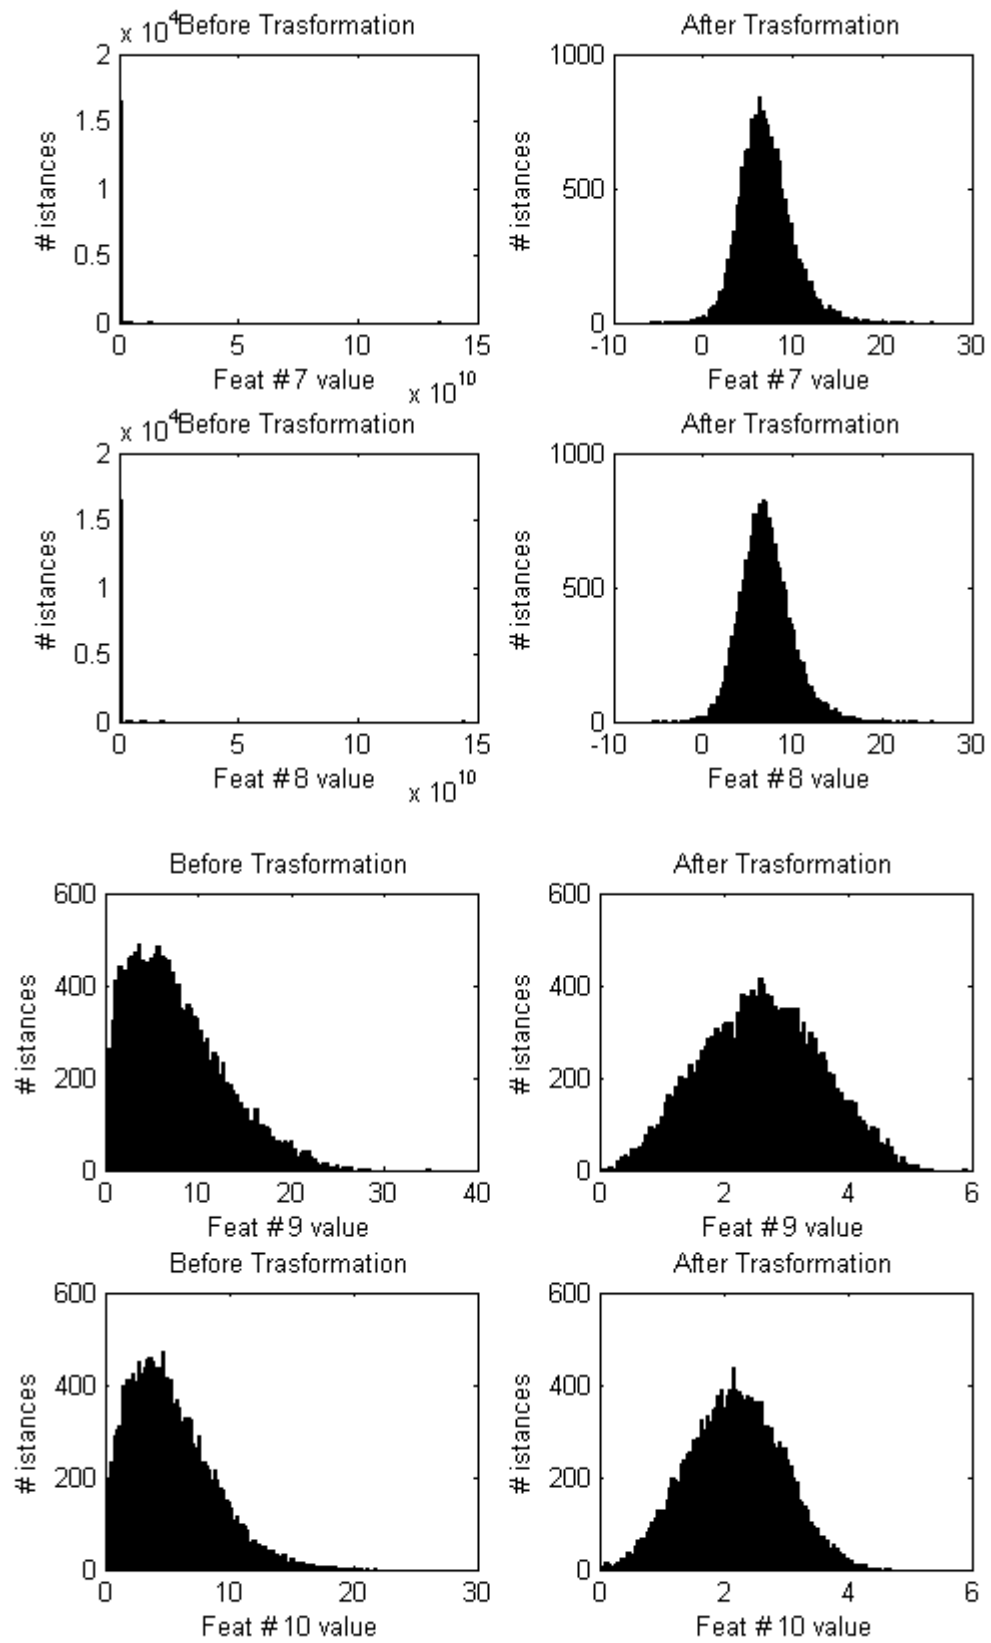 x 10⁴ Before Trasformation
2
1.5
1
0.5
0
# istances
0 5 10 15
Feat #7 value
x 10¹⁰
After Trasformation
1000
500
0
# istances
-10 0 10 20 30
Feat #7 value
x 10⁴ Before Trasformation
2
1.5
1
0.5
0
# istances
0 5 10 15
Feat #8 value
x 10¹⁰
After Trasformation
1000
500
0
# istances
-10 0 10 20 30
Feat #8 value
Before Trasformation
600
400
200
0
# istances
0 10 20 30 40
Feat #9 value
After Trasformation
600
400
200
0
# istances
0 2 4 6
Feat #9 value
Before Trasformation
600
400
200
0
# istances
0 10 20 30
Feat #10 value
After Trasformation
600
400
200
0
# istances
0 2 4 6
Feat #10 value